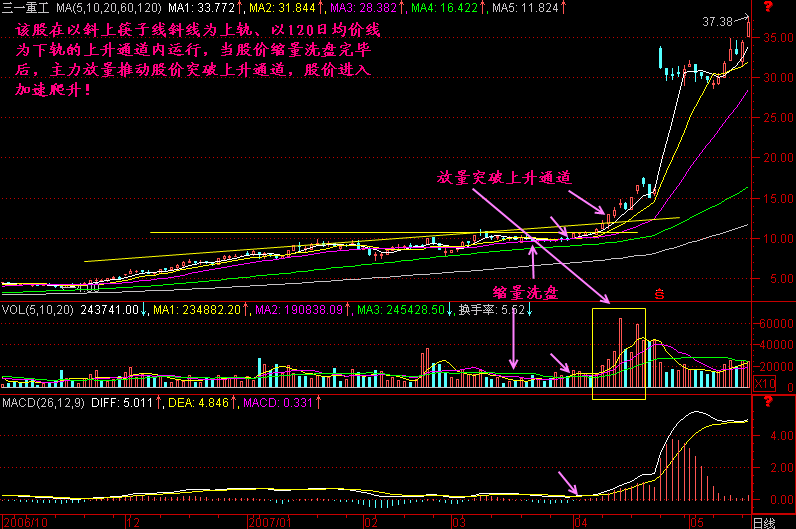 三一重工 MA(5,10,20,60,120) MA1: 33.772↑, MA2: 31.844↑, MA3: 28.382↑, MA4: 16.422↑, MA5: 11.824↑
?
37.38
该股在以斜上筷子线斜线为上轨、以120日均价线
为下轨的上升通道内运行，当股价缩量洗盘完毕
后，主力放量推动股价突破上升通道，股价进入
加速爬升！
35.00
30.00
25.00
20.00
15.00
10.00
5.00
放量突破上升通道
4.00
缩量洗盘
S
VOL(5,10,20) 243741.00↓, MA1: 234882.20↑, MA2: 190838.09↑, MA3: 245428.50↓, 换手率: 5.52↓
60000
40000
20000
X10
0
MACD(26,12,9) DIFF: 5.011↑, DEA: 4.846↑, MACD: 0.331↑
?
4.00
2.00
0.00
2006/10 12 2007/01 02 03 04 05 日线